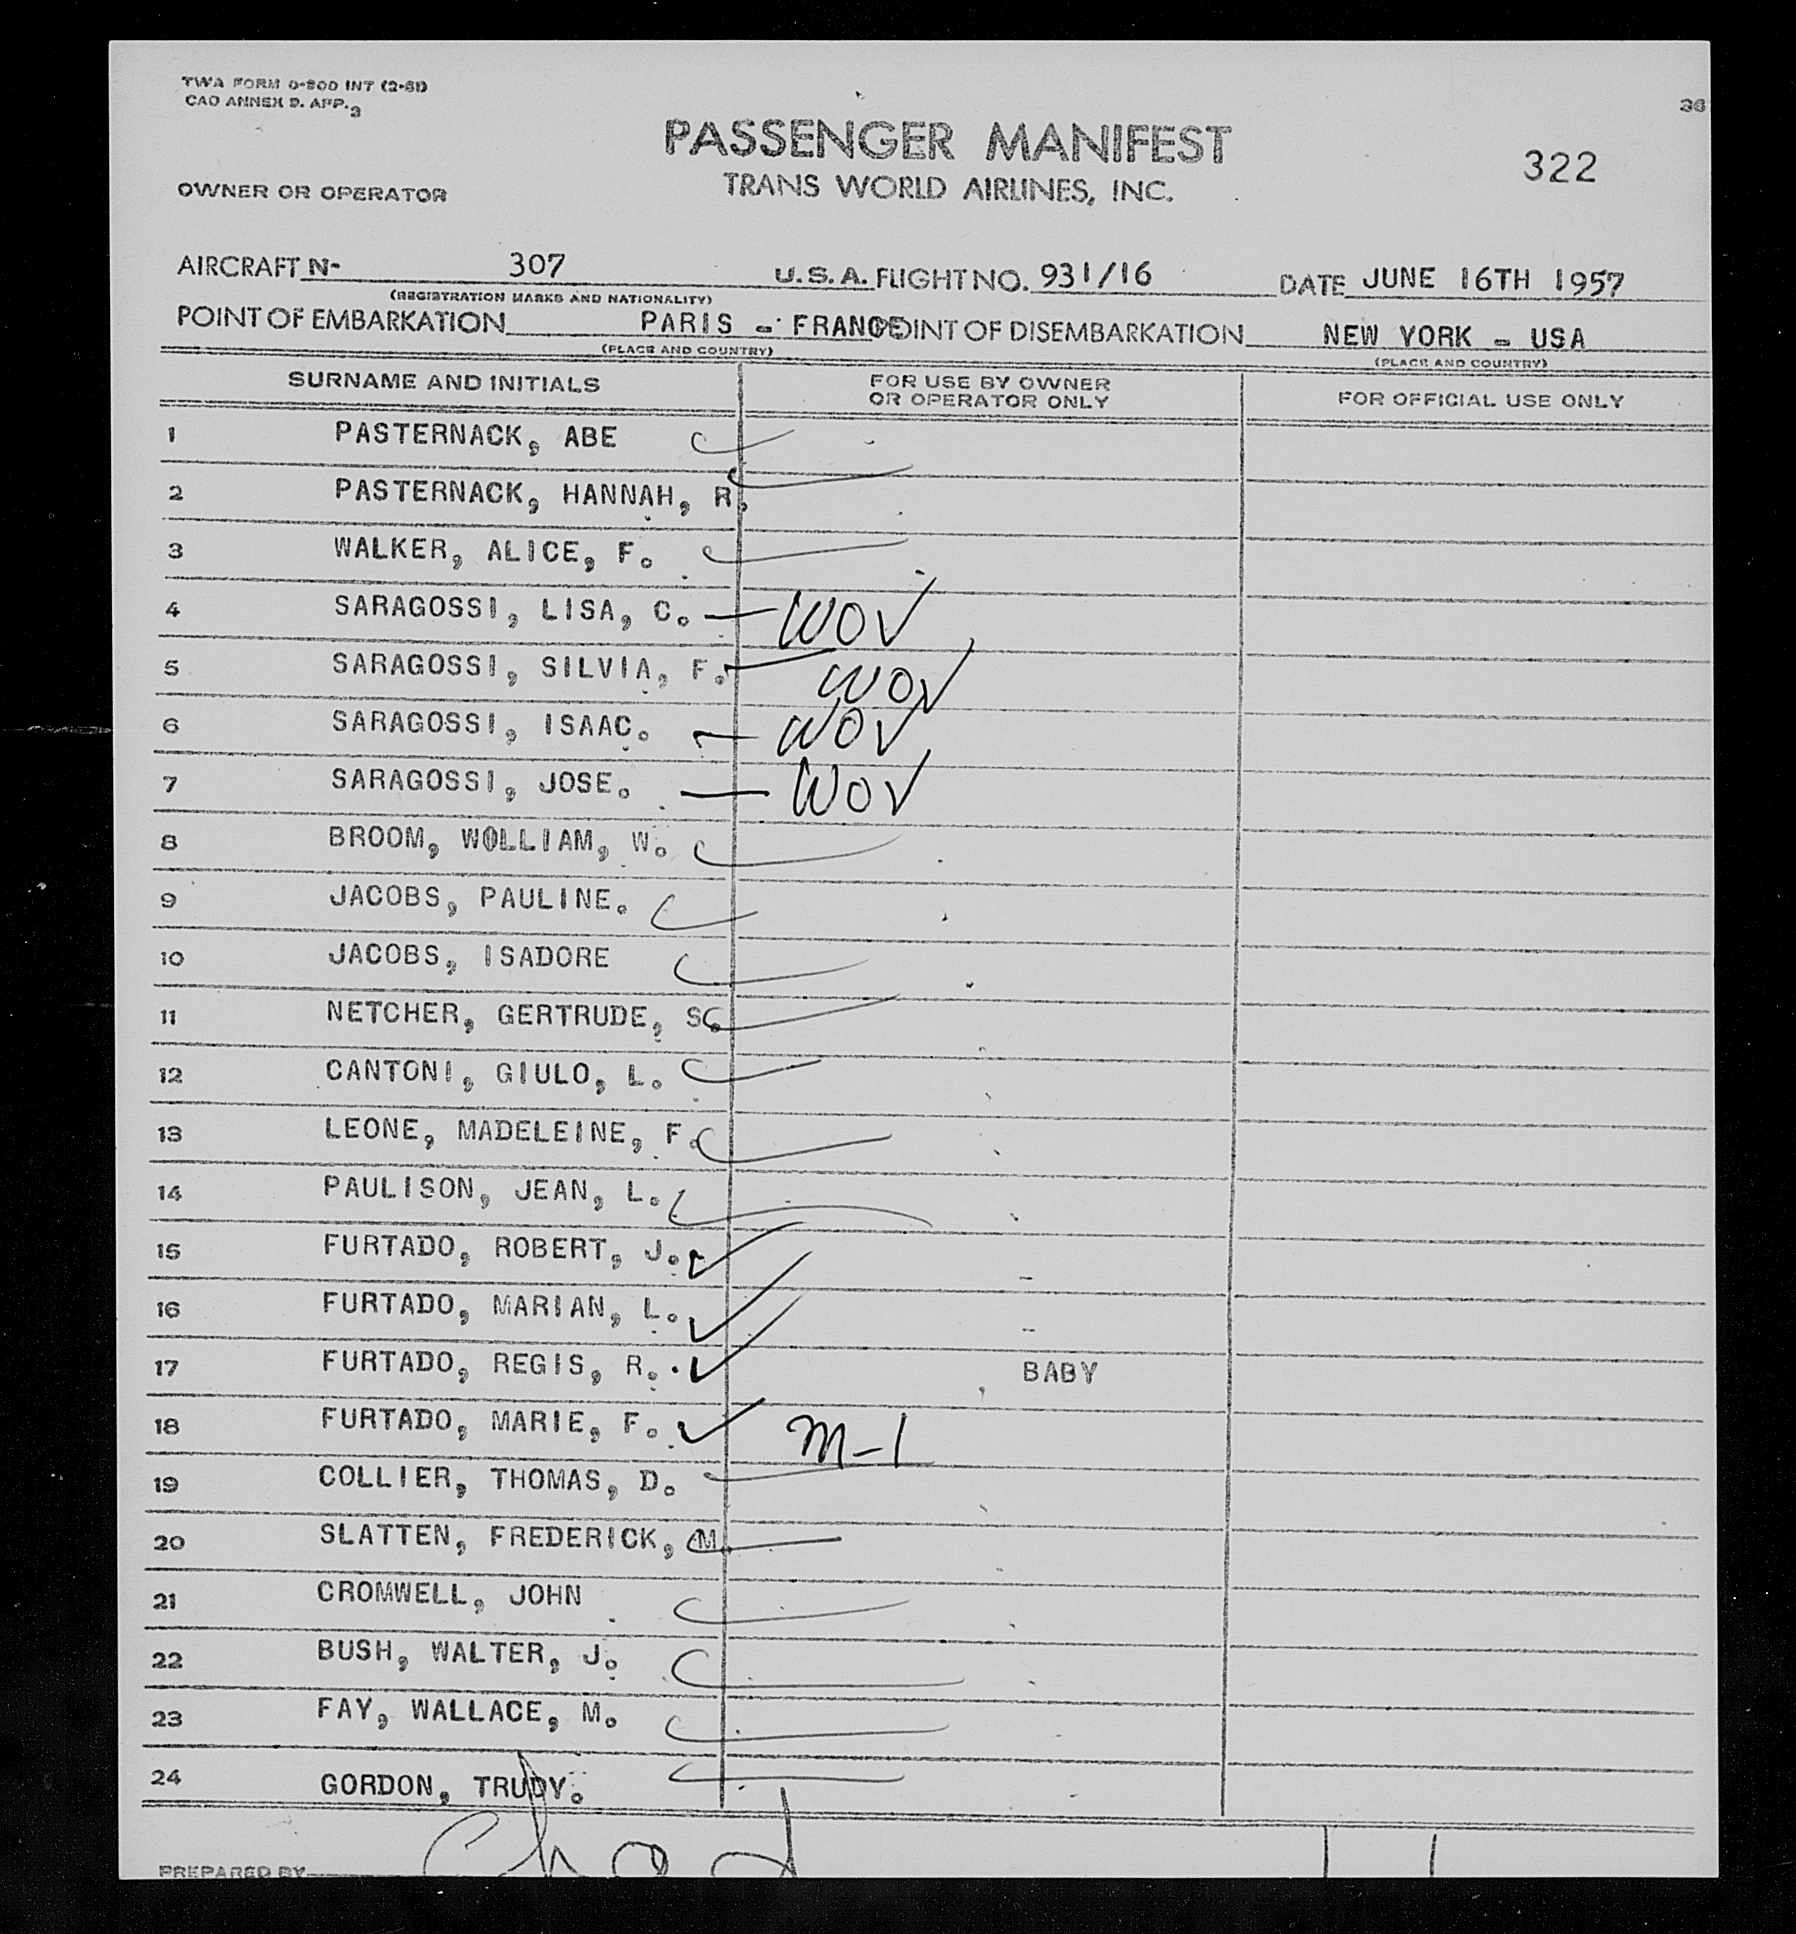 TWA FORM O-800 INT (2-51)
CAO ANNEX 9. APP. 3
36
PASSENGER MANIFEST
322
TRANS WORLD AIRLINES, INC.
OWNER OR OPERATOR
AIRCRAFT N- 307 U.S.A. FLIGHT NO. 931/16 DATE JUNE 16TH 1957
(REGISTRATION MARKS AND NATIONALITY)
POINT OF EMBARKATION PARIS - FRANCE POINT OF DISEMBARKATION NEW YORK - USA
(PLACE AND COUNTRY) (PLACE AND COUNTRY)
SURNAME AND INITIALS FOR USE BY OWNER OR OPERATOR ONLY FOR OFFICIAL USE ONLY
1 PASTERNACK, ABE
2 PASTERNACK, HANNAH, R.
3 WALKER, ALICE, F.
4 SARAGOSSI, LISA, C. — WOV
5 SARAGOSSI, SILVIA, F. WOV
6 SARAGOSSI, ISAAC. — WOV
7 SARAGOSSI, JOSE. — WOV
8 BROOM, WOLLIAM, W.
9 JACOBS, PAULINE.
10 JACOBS, ISADORE
11 NETCHER, GERTRUDE, S.
12 CANTONI, GIULO, L.
13 LEONE, MADELEINE, F.
14 PAULISON, JEAN, L.
15 FURTADO, ROBERT, J.
16 FURTADO, MARIAN, L.
17 FURTADO, REGIS, R. BABY
18 FURTADO, MARIE, F. M-1
19 COLLIER, THOMAS, D.
20 SLATTEN, FREDERICK, M.
21 CROMWELL, JOHN
22 BUSH, WALTER, J.
23 FAY, WALLACE, M.
24 GORDON, TRUDY.
PREPARED BY